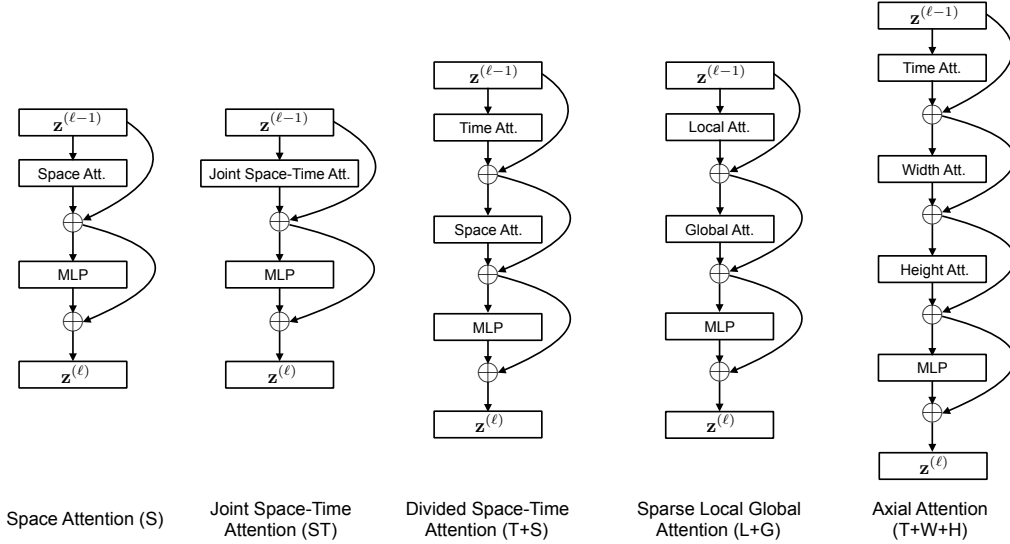 z^(ℓ−1)
Space Att.
MLP
z^(ℓ)
Space Attention (S)
z^(ℓ−1)
Joint Space-Time Att.
MLP
z^(ℓ)
Joint Space-Time
Attention (ST)
z^(ℓ−1)
Time Att.
Space Att.
MLP
z^(ℓ)
Divided Space-Time
Attention (T+S)
z^(ℓ−1)
Local Att.
Global Att.
MLP
z^(ℓ)
Sparse Local Global
Attention (L+G)
z^(ℓ−1)
Time Att.
Width Att.
Height Att.
MLP
z^(ℓ)
Axial Attention
(T+W+H)